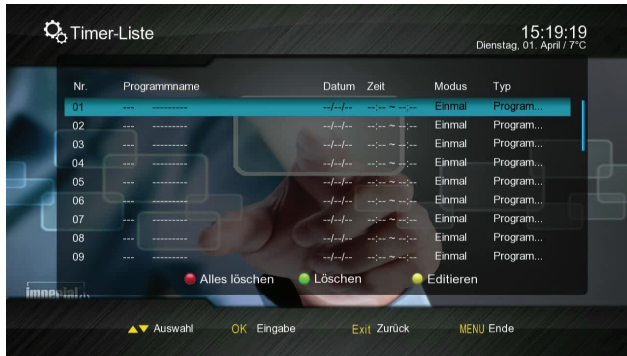 Timer-Liste
15:19:19
Dienstag, 01. April / 7°C
Nr. Programmname Datum Zeit Modus Typ
01 --- --------- --/--/-- --:-- ~ --:-- Einmal Program...
02 --- --------- --/--/-- --:-- ~ --:-- Einmal Program...
03 --- --------- --/--/-- --:-- ~ --:-- Einmal Program...
04 --- --------- --/--/-- --:-- ~ --:-- Einmal Program...
05 --- --------- --/--/-- --:-- ~ --:-- Einmal Program...
06 --- --------- --/--/-- --:-- ~ --:-- Einmal Program...
07 --- --------- --/--/-- --:-- ~ --:-- Einmal Program...
08 --- --------- --/--/-- --:-- ~ --:-- Einmal Program...
09 --- --------- --/--/-- --:-- ~ --:-- Einmal Program...
Alles löschen Löschen Editieren
imperial
▲▼ Auswahl OK Eingabe Exit Zurück MENU Ende